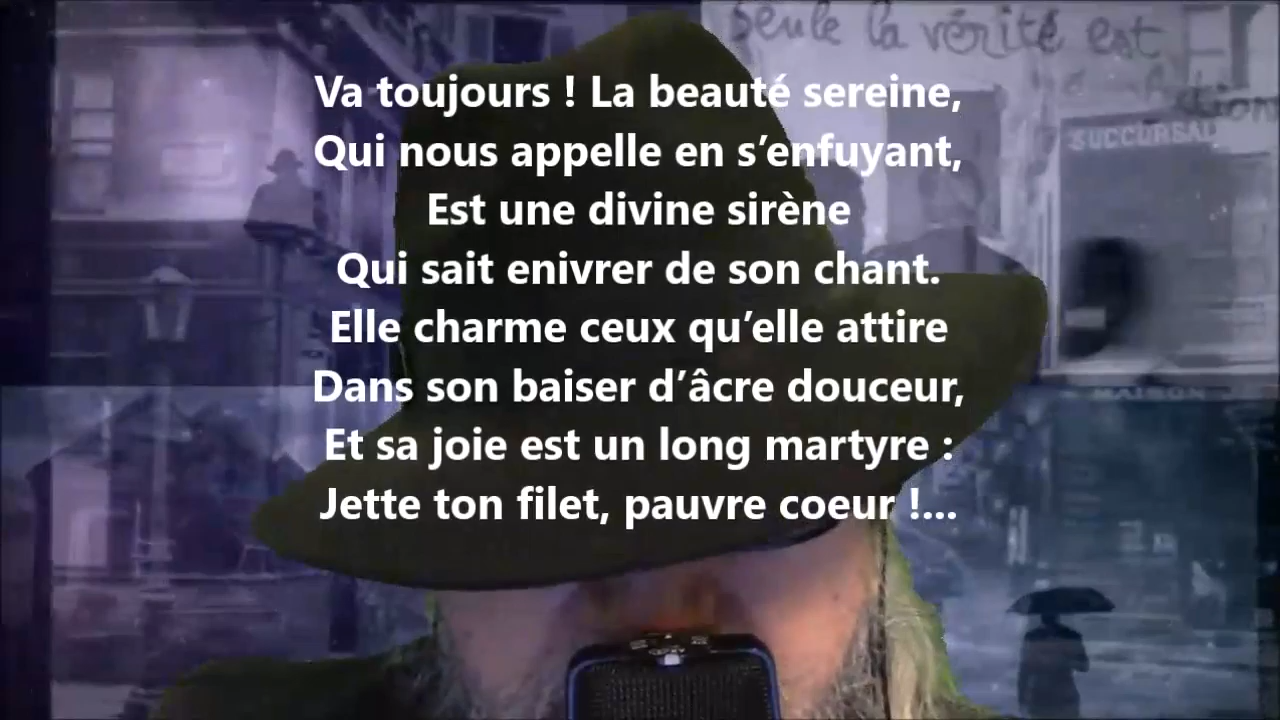 Seule la vérité est
SUCCURSAL
Va toujours ! La beauté sereine,
Qui nous appelle en s’enfuyant,
Est une divine sirène
Qui sait enivrer de son chant.
Elle charme ceux qu’elle attire
Dans son baiser d’âcre douceur,
Et sa joie est un long martyre :
Jette ton filet, pauvre coeur !...
MAISON